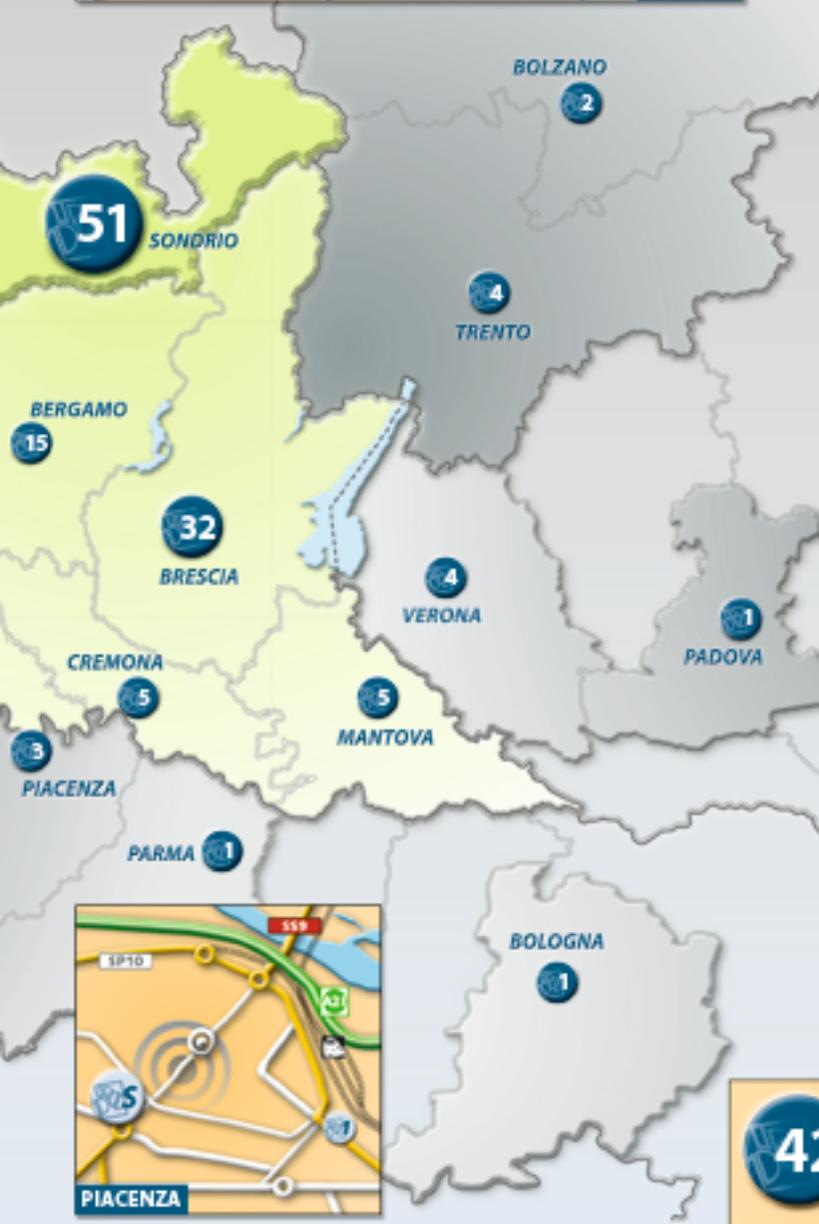 BOLZANO
2
51
SONDRIO
4
TRENTO
BERGAMO
15
32
BRESCIA
4
VERONA
1
PADOVA
CREMONA
5
5
MANTOVA
3
PIACENZA
PARMA 1
SS9
SP10
A21
S
1
PIACENZA
BOLOGNA
1
42